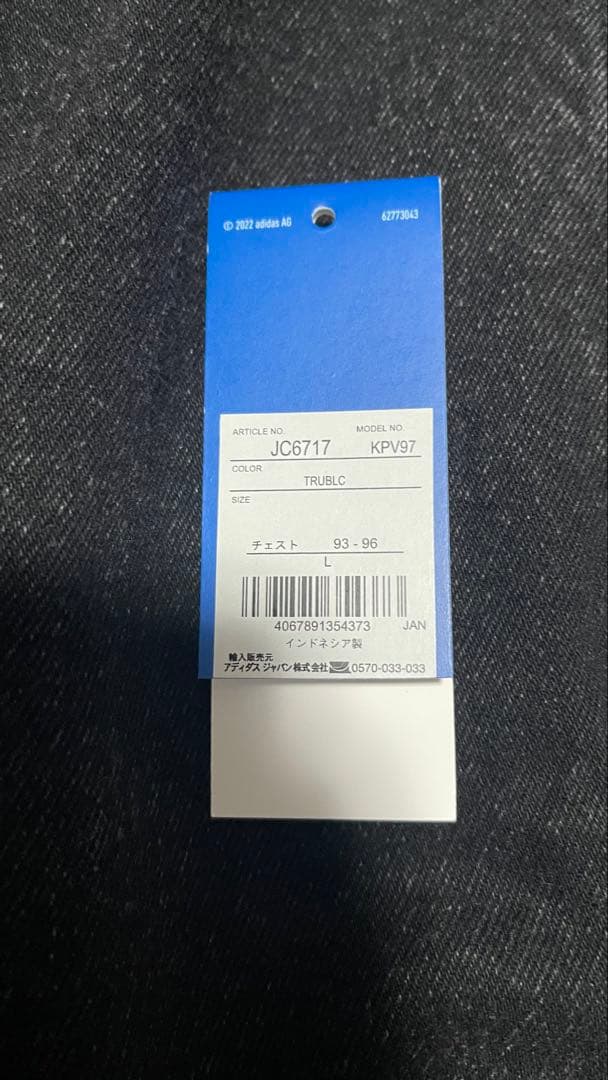 © 2022 adidas AG 62773043
ARTICLE NO. MODEL NO.
JC6717 KPV97
COLOR
TRUBLC
SIZE
チェスト 93 - 96
L
4067891354373 JAN
インドネシア製
輸入販売元
アディダス ジャパン株式会社 0570-033-033